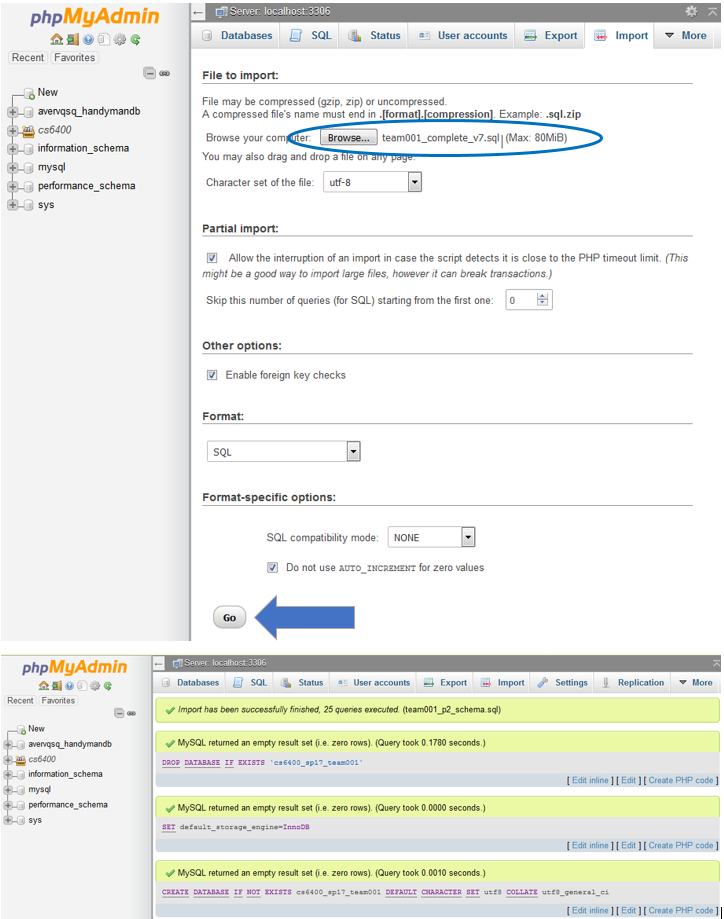 phpMyAdmin
Recent Favorites
New
avervqsq_handymandb
cs6400
information_schema
mysql
performance_schema
sys
Server: localhost:3306
Databases SQL Status User accounts Export Import More
File to import:
File may be compressed (gzip, zip) or uncompressed.
A compressed file's name must end in .[format].[compression]. Example: .sql.zip
Browse your computer: Browse... team001_complete_v7.sql (Max: 80MiB)
You may also drag and drop a file on any page.
Character set of the file: utf-8
Partial import:
Allow the interruption of an import in case the script detects it is close to the PHP timeout limit. (This
might be a good way to import large files, however it can break transactions.)
Skip this number of queries (for SQL) starting from the first one: 0
Other options:
Enable foreign key checks
Format:
SQL
Format-specific options:
SQL compatibility mode: NONE
Do not use AUTO_INCREMENT for zero values
Go
phpMyAdmin
Recent Favorites
New
avervqsq_handymandb
cs6400
information_schema
mysql
performance_schema
sys
Server: localhost:3306
Databases SQL Status User accounts Export Import Settings Replication More
Import has been successfully finished, 25 queries executed. (team001_p2_schema.sql)
MySQL returned an empty result set (i.e. zero rows). (Query took 0.1780 seconds.)
DROP DATABASE IF EXISTS 'cs6400_sp17_team001'
[ Edit inline ] [ Edit ] [ Create PHP code ]
MySQL returned an empty result set (i.e. zero rows). (Query took 0.0000 seconds.)
SET default_storage_engine=InnoDB
[ Edit inline ] [ Edit ] [ Create PHP code ]
MySQL returned an empty result set (i.e. zero rows). (Query took 0.0010 seconds.)
CREATE DATABASE IF NOT EXISTS cs6400_sp17_team001 DEFAULT CHARACTER SET utf8 COLLATE utf8_general_ci
[ Edit inline ] [ Edit ] [ Create PHP code ]